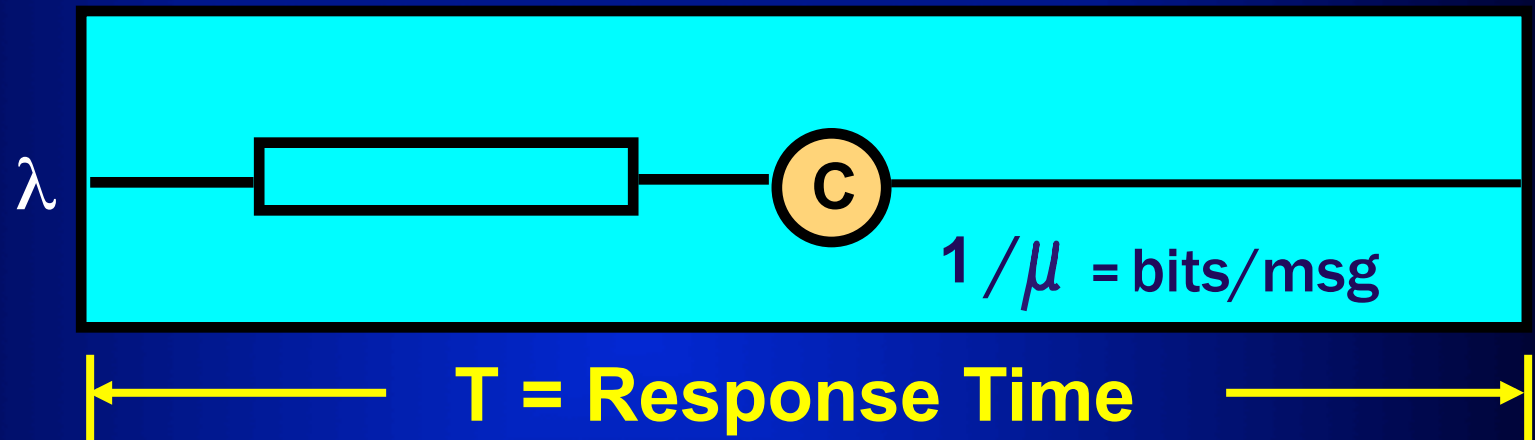 λ
C
1/μ = bits/msg
T = Response Time